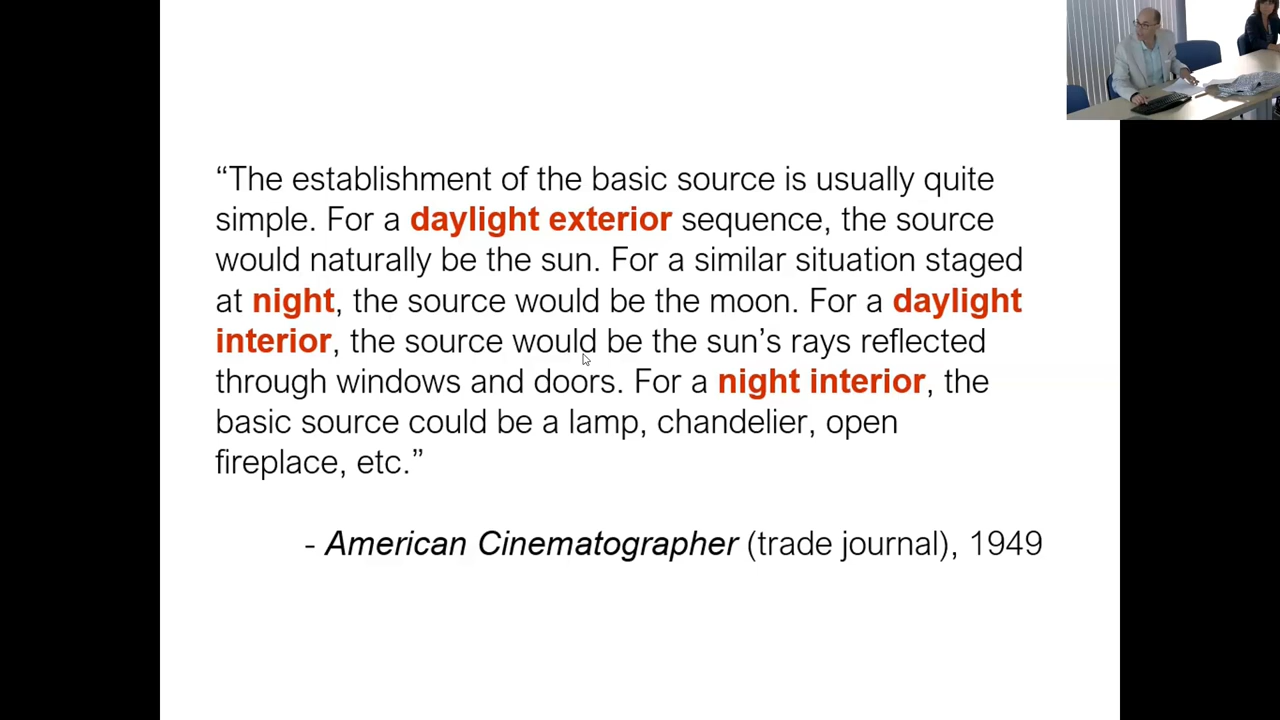 “The establishment of the basic source is usually quite
simple. For a daylight exterior sequence, the source
would naturally be the sun. For a similar situation staged
at night, the source would be the moon. For a daylight
interior, the source would be the sun’s rays reflected
through windows and doors. For a night interior, the
basic source could be a lamp, chandelier, open
fireplace, etc.”
- American Cinematographer (trade journal), 1949